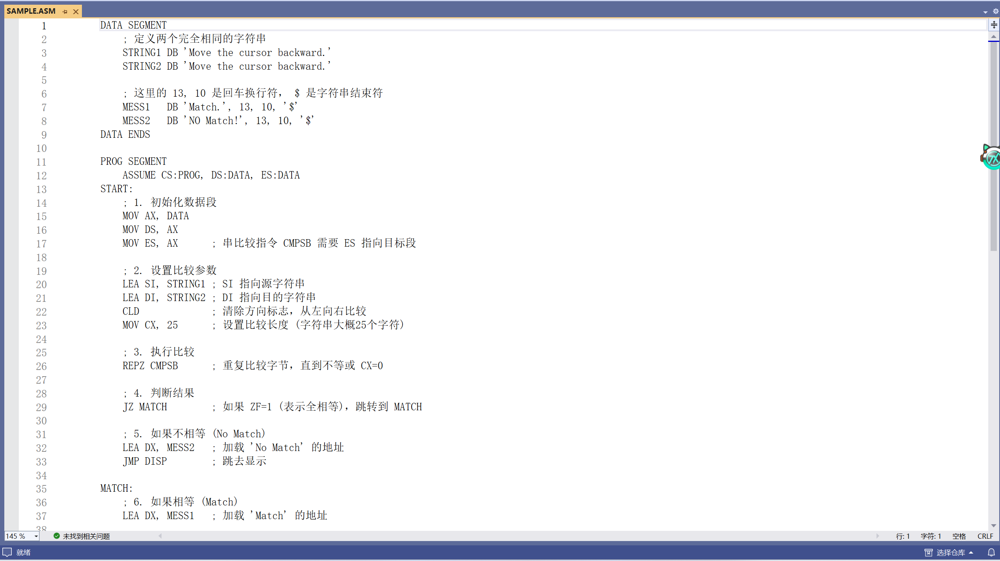 SAMPLE.ASM
1 DATA SEGMENT
2 ; 定义两个完全相同的字符串
3 STRING1 DB 'Move the cursor backward.'
4 STRING2 DB 'Move the cursor backward.'
5
6 ; 这里的 13, 10 是回车换行符， $ 是字符串结束符
7 MESS1 DB 'Match.', 13, 10, '$'
8 MESS2 DB 'NO Match!', 13, 10, '$'
9 DATA ENDS
10
11 PROG SEGMENT
12 ASSUME CS:PROG, DS:DATA, ES:DATA
13 START:
14 ; 1. 初始化数据段
15 MOV AX, DATA
16 MOV DS, AX
17 MOV ES, AX ; 串比较指令 CMPSB 需要 ES 指向目标段
18
19 ; 2. 设置比较参数
20 LEA SI, STRING1 ; SI 指向源字符串
21 LEA DI, STRING2 ; DI 指向目的字符串
22 CLD ; 清除方向标志，从左向右比较
23 MOV CX, 25 ; 设置比较长度 (字符串大概25个字符)
24
25 ; 3. 执行比较
26 REPZ CMPSB ; 重复比较字节，直到不等或 CX=0
27
28 ; 4. 判断结果
29 JZ MATCH ; 如果 ZF=1 (表示全相等)，跳转到 MATCH
30
31 ; 5. 如果不相等 (No Match)
32 LEA DX, MESS2 ; 加载 'No Match' 的地址
33 JMP DISP ; 跳去显示
34
35 MATCH:
36 ; 6. 如果相等 (Match)
37 LEA DX, MESS1 ; 加载 'Match' 的地址
38
145 % 未找到相关问题 行: 1 字符: 1 空格 CRLF
就绪 选择仓库
7X